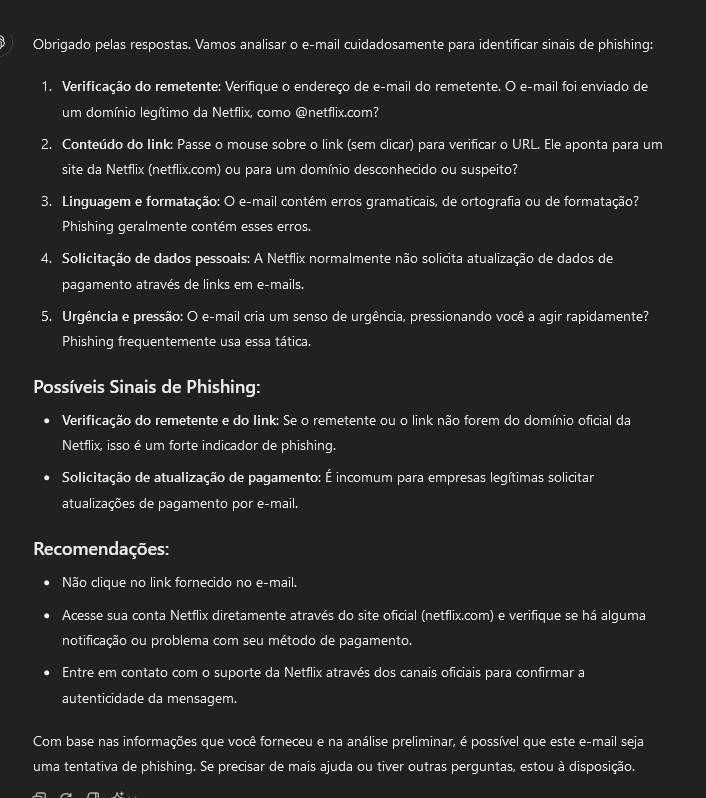 Obrigado pelas respostas. Vamos analisar o e-mail cuidadosamente para identificar sinais de phishing:
1. Verificação do remetente: Verifique o endereço de e-mail do remetente. O e-mail foi enviado de
um domínio legítimo da Netflix, como @netflix.com?
2. Conteúdo do link: Passe o mouse sobre o link (sem clicar) para verificar o URL. Ele aponta para um
site da Netflix (netflix.com) ou para um domínio desconhecido ou suspeito?
3. Linguagem e formatação: O e-mail contém erros gramaticais, de ortografia ou de formatação?
Phishing geralmente contém esses erros.
4. Solicitação de dados pessoais: A Netflix normalmente não solicita atualização de dados de
pagamento através de links em e-mails.
5. Urgência e pressão: O e-mail cria um senso de urgência, pressionando você a agir rapidamente?
Phishing frequentemente usa essa tática.
Possíveis Sinais de Phishing:
• Verificação do remetente e do link: Se o remetente ou o link não forem do domínio oficial da
Netflix, isso é um forte indicador de phishing.
• Solicitação de atualização de pagamento: É incomum para empresas legítimas solicitar
atualizações de pagamento por e-mail.
Recomendações:
• Não clique no link fornecido no e-mail.
• Acesse sua conta Netflix diretamente através do site oficial (netflix.com) e verifique se há alguma
notificação ou problema com seu método de pagamento.
• Entre em contato com o suporte da Netflix através dos canais oficiais para confirmar a
autenticidade da mensagem.
Com base nas informações que você forneceu e na análise preliminar, é possível que este e-mail seja
uma tentativa de phishing. Se precisar de mais ajuda ou tiver outras perguntas, estou à disposição.